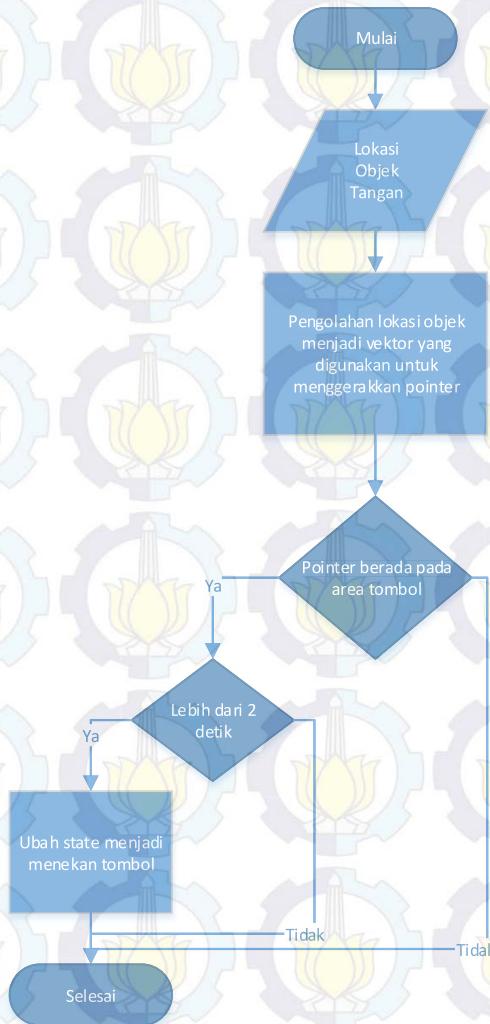 Mulai
Lokasi
Objek
Tangan
Pengolahan lokasi objek
menjadi vektor yang
digunakan untuk
menggerakkan pointer
Pointer berada pada
area tombol
Ya
Lebih dari 2
detik
Ya
Ubah state menjadi
menekan tombol
Tidak
Tidak
Selesai